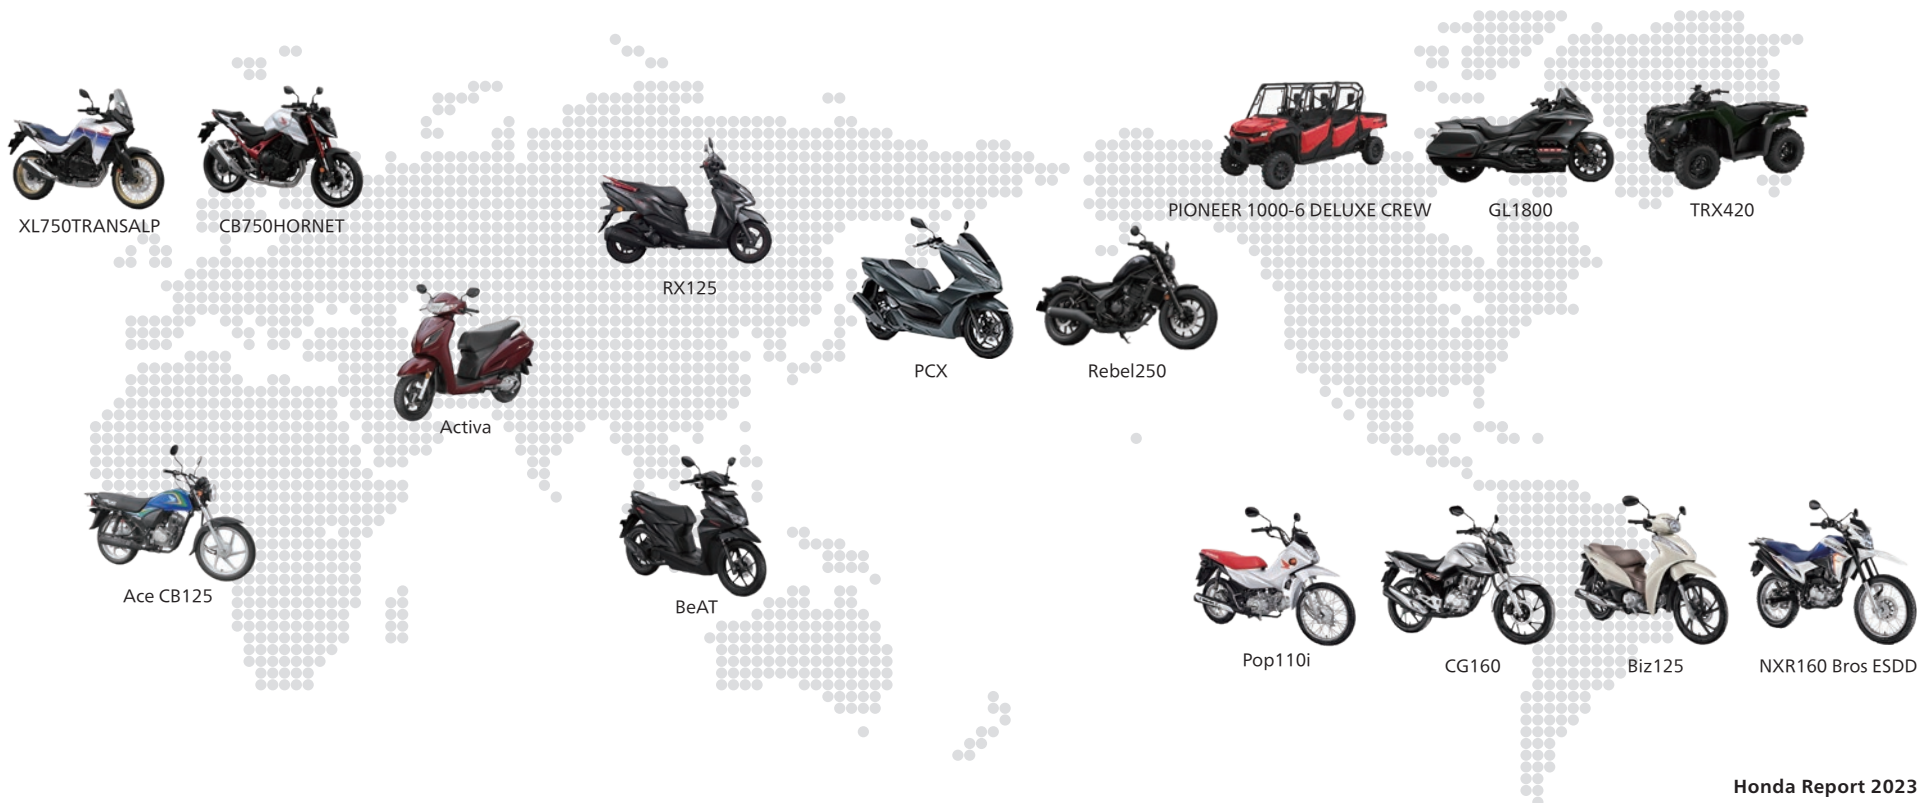 XL750TRANSALP
CB750HORNET
RX125
PIONEER 1000-6 DELUXE CREW
GL1800
TRX420
PCX
Rebel250
Activa
Ace CB125
BeAT
Pop110i
CG160
Biz125
NXR160 Bros ESDD
Honda Report 2023